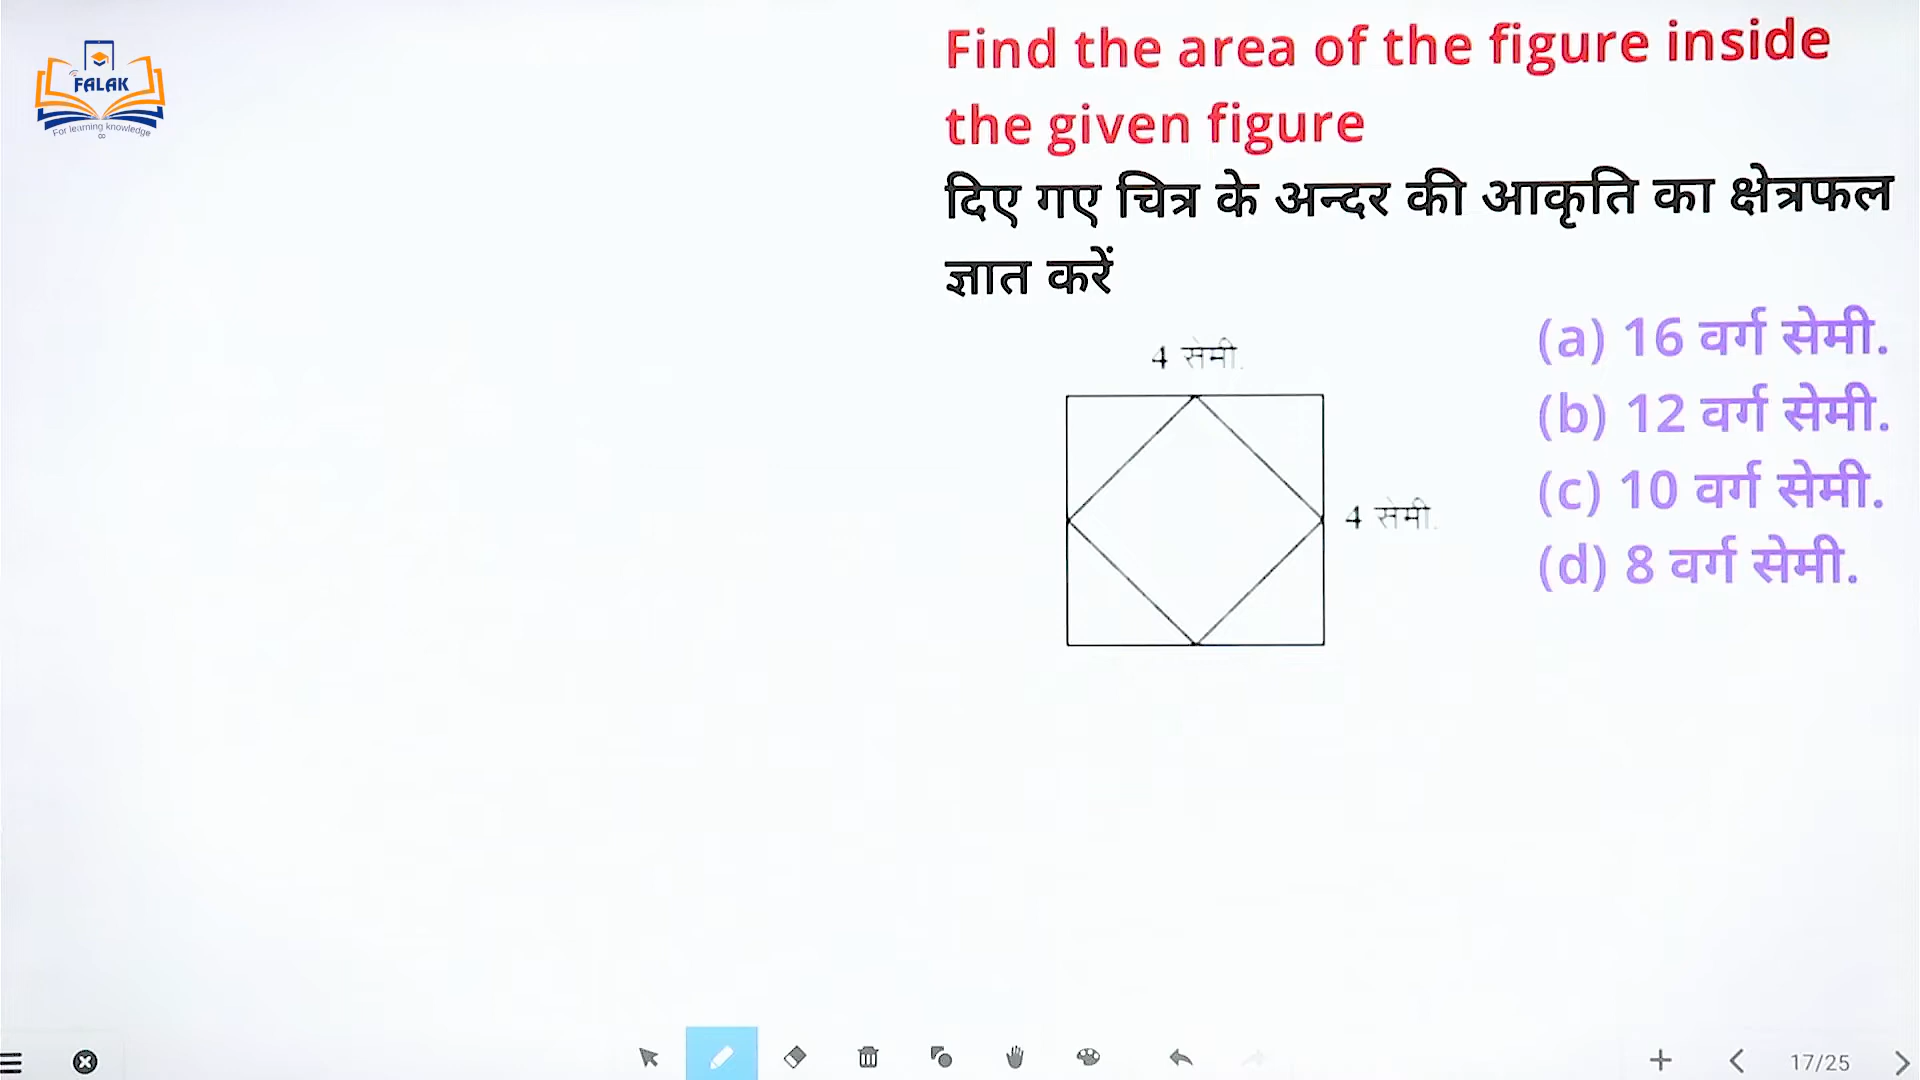 FALAK
For learning knowledge
Find the area of the figure inside
the given figure
दिए गए चित्र के अन्दर की आकृति का क्षेत्रफल
ज्ञात करें
4 सेमी.
4 सेमी.
(a) 16 वर्ग सेमी.
(b) 12 वर्ग सेमी.
(c) 10 वर्ग सेमी.
(d) 8 वर्ग सेमी.
17/25